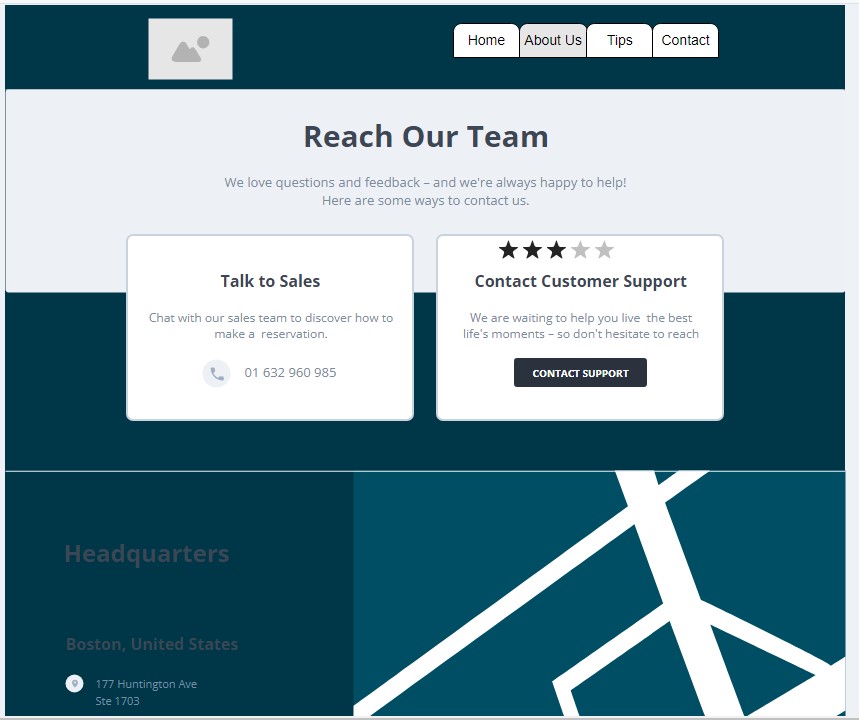 Home
About Us
Tips
Contact
Reach Our Team
We love questions and feedback – and we're always happy to help!
Here are some ways to contact us.
Talk to Sales
Chat with our sales team to discover how to
make a  reservation.
01 632 960 985
Contact Customer Support
We are waiting to help you live  the best
life's moments – so don't hesitate to reach
CONTACT SUPPORT
Headquarters
Boston, United States
177 Huntington Ave
Ste 1703